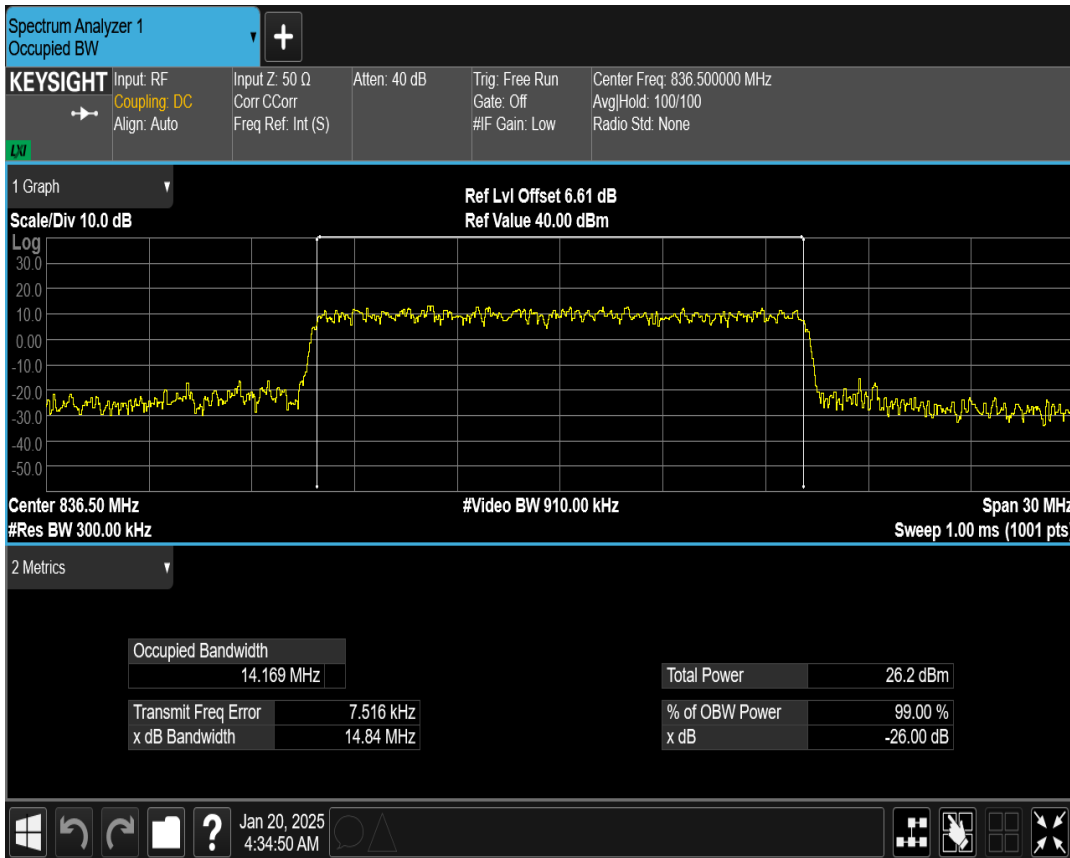 Spectrum Analyzer 1
Occupied BW
KEYSIGHT
LXI
Input: RF
Coupling: DC
Align: Auto
Input Z: 50 Ω
Corr CCorr
Freq Ref: Int (S)
Atten: 40 dB
Trig: Free Run
Gate: Off
#IF Gain: Low
Center Freq: 836.500000 MHz
Avg|Hold: 100/100
Radio Std: None
1 Graph
Scale/Div 10.0 dB
Ref Lvl Offset 6.61 dB
Ref Value 40.00 dBm
Log
30.0
20.0
10.0
0.00
-10.0
-20.0
-30.0
-40.0
-50.0
Center 836.50 MHz
#Video BW 910.00 kHz
Span 30 MHz
#Res BW 300.00 kHz
Sweep 1.00 ms (1001 pts)
2 Metrics
Occupied Bandwidth
14.169 MHz
Total Power 26.2 dBm
Transmit Freq Error 7.516 kHz
% of OBW Power 99.00 %
x dB Bandwidth 14.84 MHz
x dB -26.00 dB
?
Jan 20, 2025
4:34:50 AM